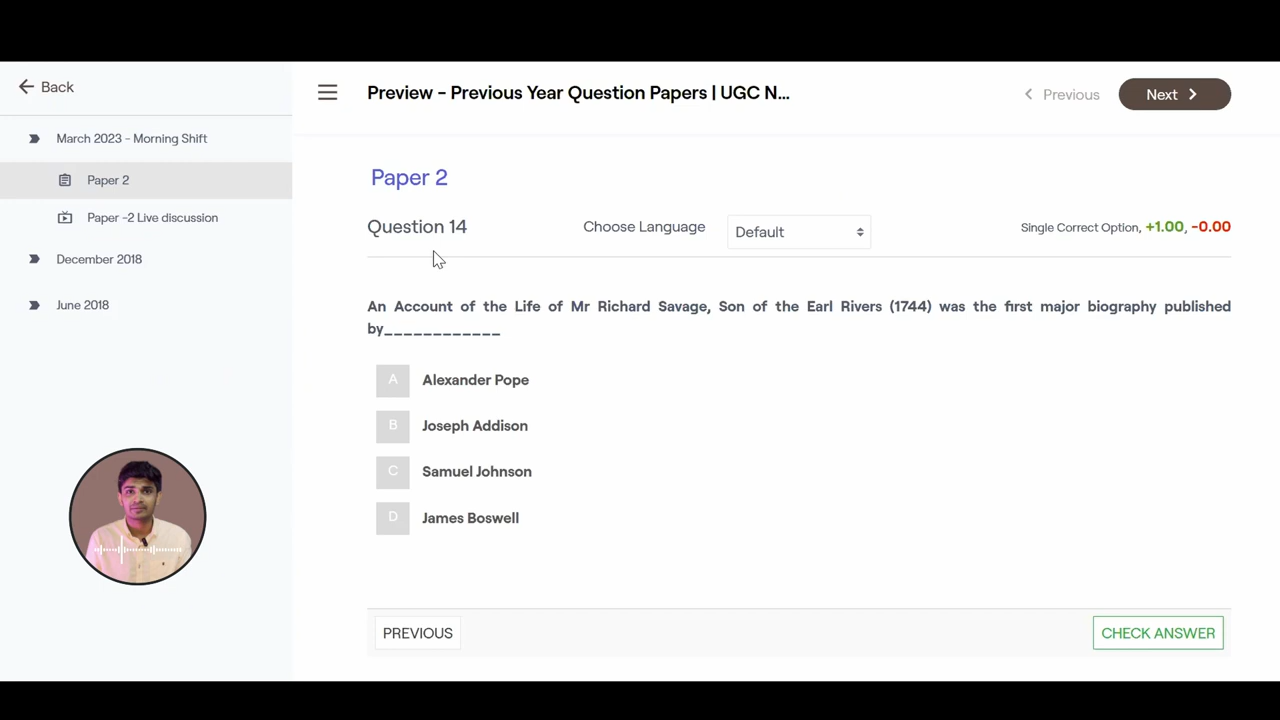 Back
Preview - Previous Year Question Papers | UGC N...
Previous
Next
March 2023 - Morning Shift
Paper 2
Paper -2 Live discussion
December 2018
June 2018
Paper 2
Question 14
Choose Language
Default
Single Correct Option, +1.00, -0.00
An Account of the Life of Mr Richard Savage, Son of the Earl Rivers (1744) was the first major biography published
by____________
A Alexander Pope
B Joseph Addison
C Samuel Johnson
D James Boswell
PREVIOUS
CHECK ANSWER